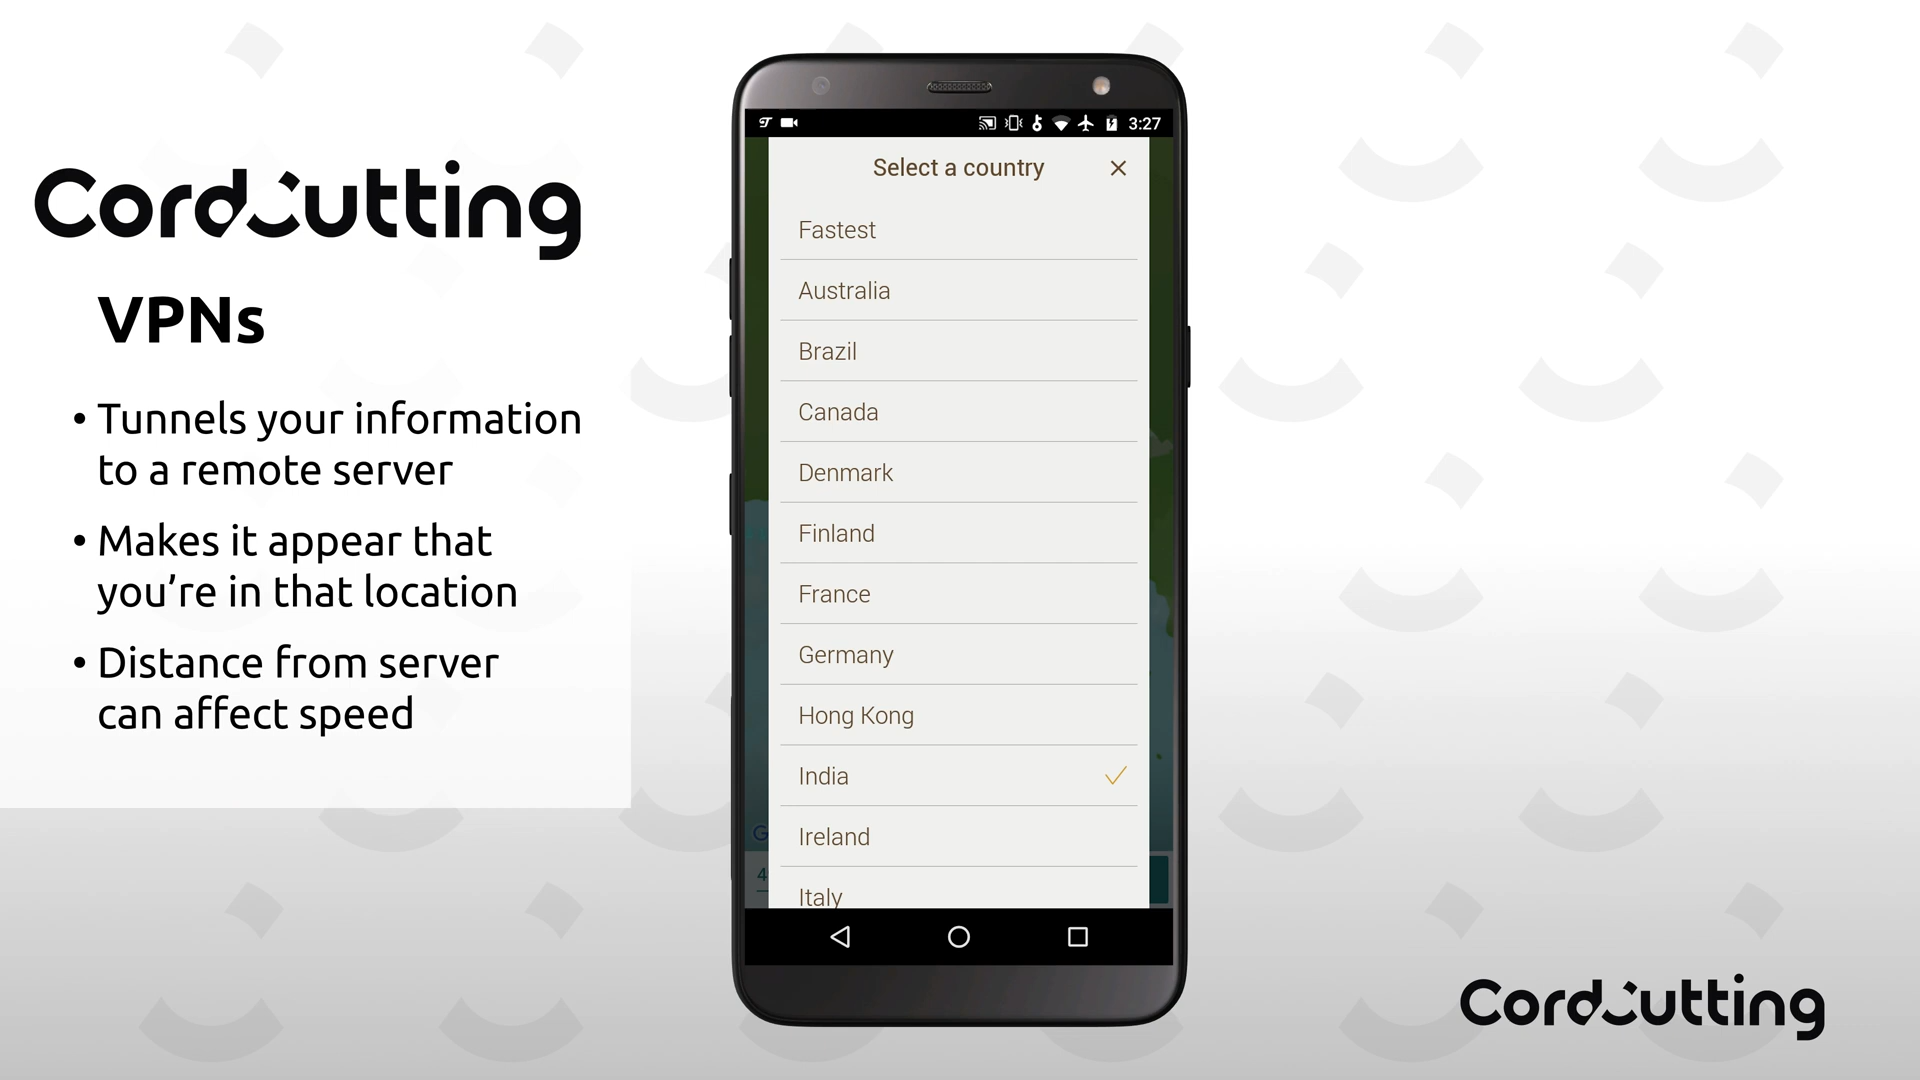 CordCutting
VPNs
• Tunnels your information
to a remote server
• Makes it appear that
you’re in that location
• Distance from server
can affect speed
3:27
Select a country
Fastest
Australia
Brazil
Canada
Denmark
Finland
France
Germany
Hong Kong
India
Ireland
G
4
Italy
CordCutting